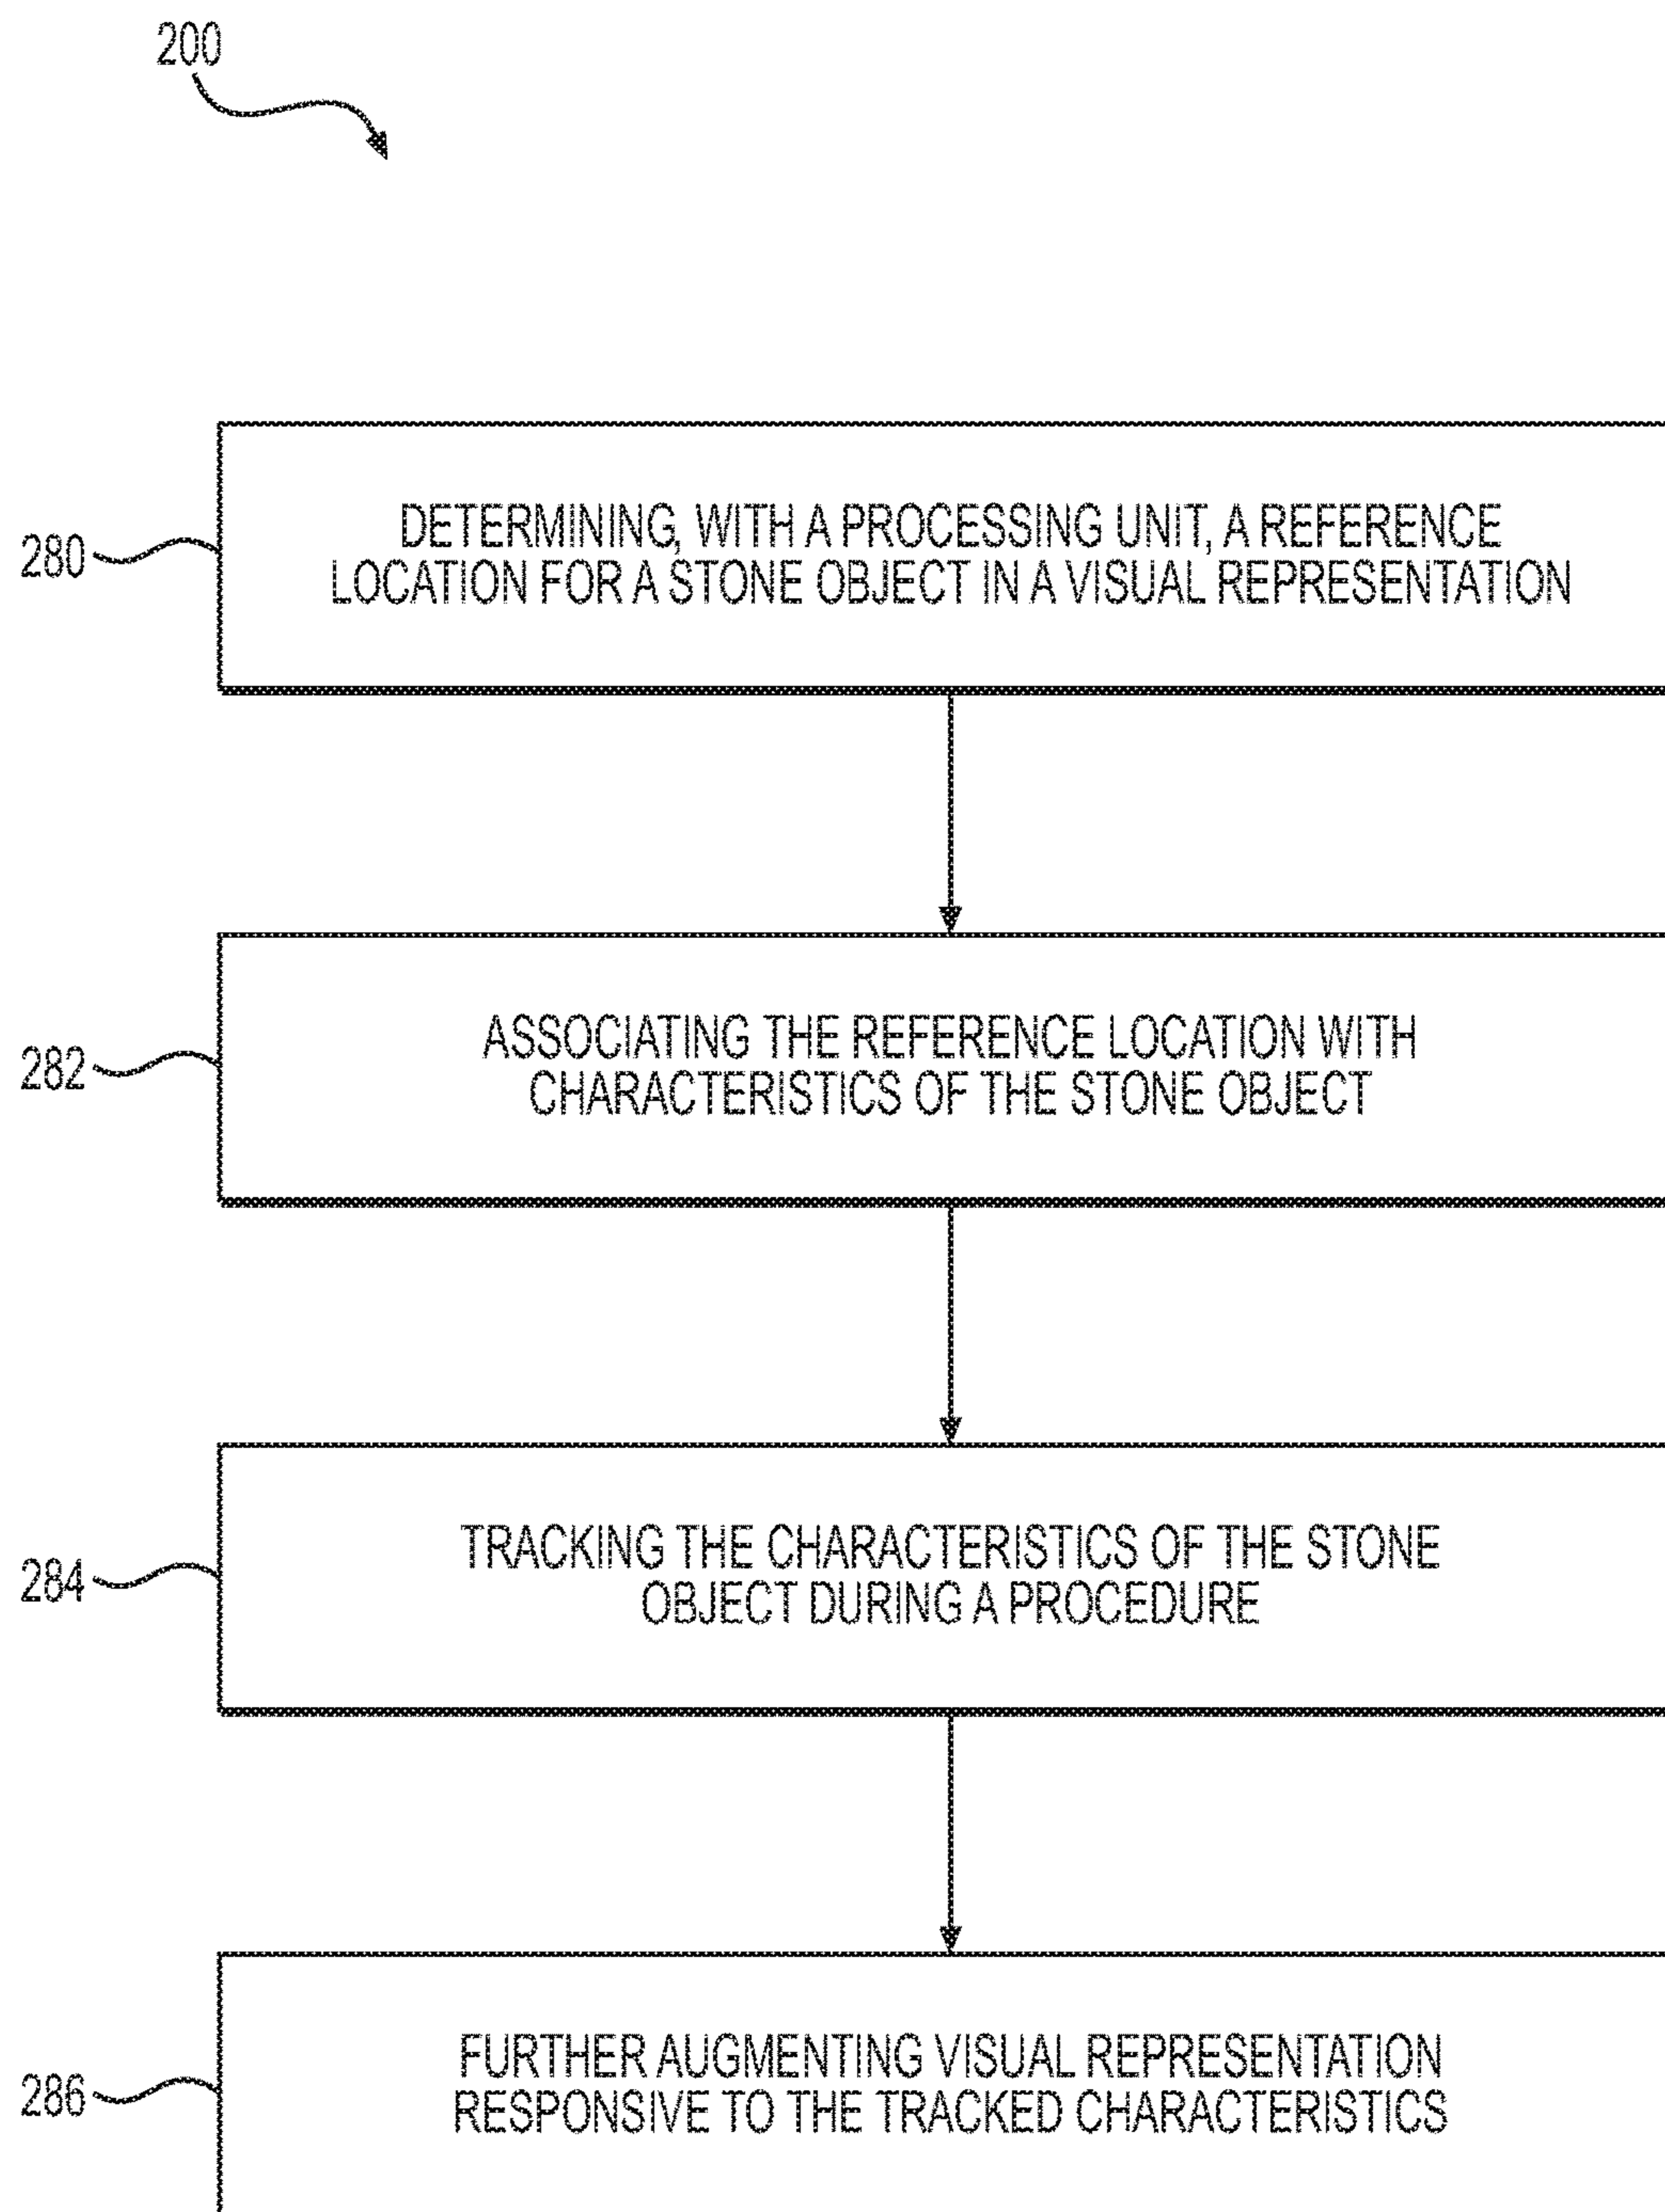 200
280
DETERMINING, WITH A PROCESSING UNIT, A REFERENCE
LOCATION FOR A STONE OBJECT IN A VISUAL REPRESENTATION
282
ASSOCIATING THE REFERENCE LOCATION WITH
CHARACTERISTICS OF THE STONE OBJECT
284
TRACKING THE CHARACTERISTICS OF THE STONE
OBJECT DURING A PROCEDURE
286
FURTHER AUGMENTING VISUAL REPRESENTATION
RESPONSIVE TO THE TRACKED CHARACTERISTICS